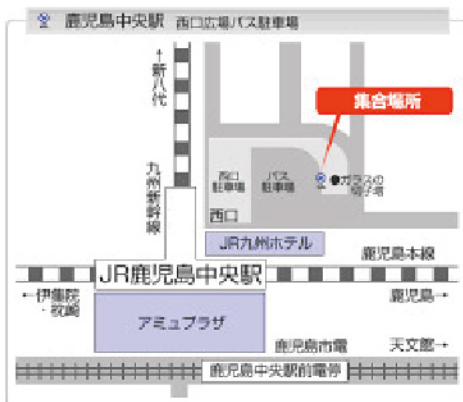 鹿児島中央駅 西口広場バス駐車場
↑新八代
集合場所
九州新幹線
西口
駐車場
バス
駐車場
●ガラスの
切子塔
西口
JR九州ホテル
鹿児島本線
JR鹿児島中央駅
←伊集院
・枕崎
鹿児島→
アミュプラザ
鹿児島市電
天文館→
鹿児島中央駅前電停